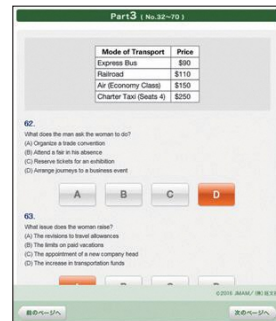 Part3 ( No.32~70 )
Mode of Transport Price
Express Bus $90
Railroad $110
Air (Economy Class) $150
Charter Taxi (Seats 4) $250
62.
What does the man ask the woman to do?
(A) Organize a trade convention
(B) Attend a fair in his absence
(C) Reserve tickets for an exhibition
(D) Arrange journeys to a business event
A B C D
63.
What issue does the woman raise?
(A) The revisions to travel allowances
(B) The limits on paid vacations
(C) The appointment of a new company head
(D) The increase in transportation funds
A B C D
©2016 JMAM/
前のページへ 次のページへ